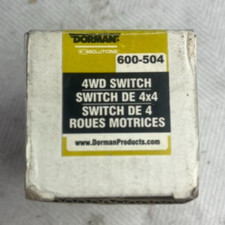 DORMAN
SOLUTIONS
600-504
4WD SWITCH
SWITCH DE 4x4
SWITCH DE 4
ROUES MOTRICES
www.DormanProducts.com